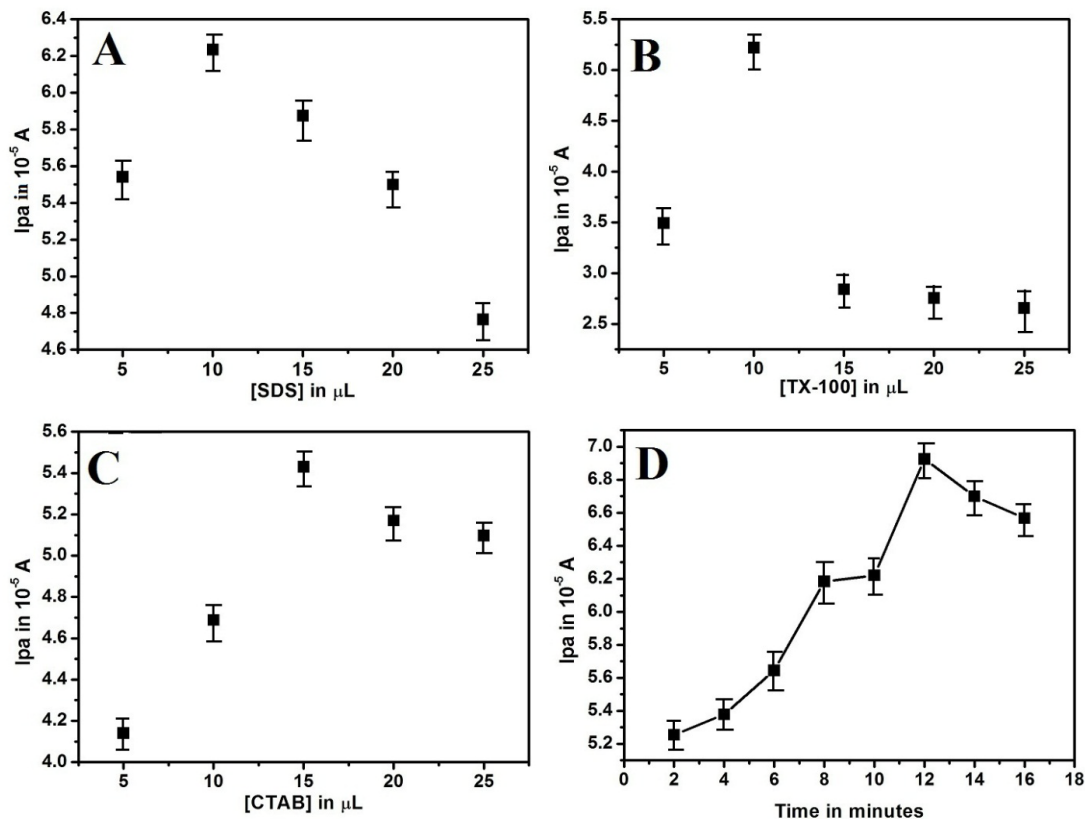 A
Ipa in 10⁻⁵ A
6.4
6.2
6.0
5.8
5.6
5.4
5.2
5.0
4.8
4.6
5 10 15 20 25
[SDS] in μL
B
Ipa in 10⁻⁵ A
5.5
5.0
4.5
4.0
3.5
3.0
2.5
5 10 15 20 25
[TX-100] in μL
C
Ipa in 10⁻⁵ A
5.6
5.4
5.2
5.0
4.8
4.6
4.4
4.2
4.0
5 10 15 20 25
[CTAB] in μL
D
Ipa in 10⁻⁵ A
7.0
6.8
6.6
6.4
6.2
6.0
5.8
5.6
5.4
5.2
0 2 4 6 8 10 12 14 16 18
Time in minutes